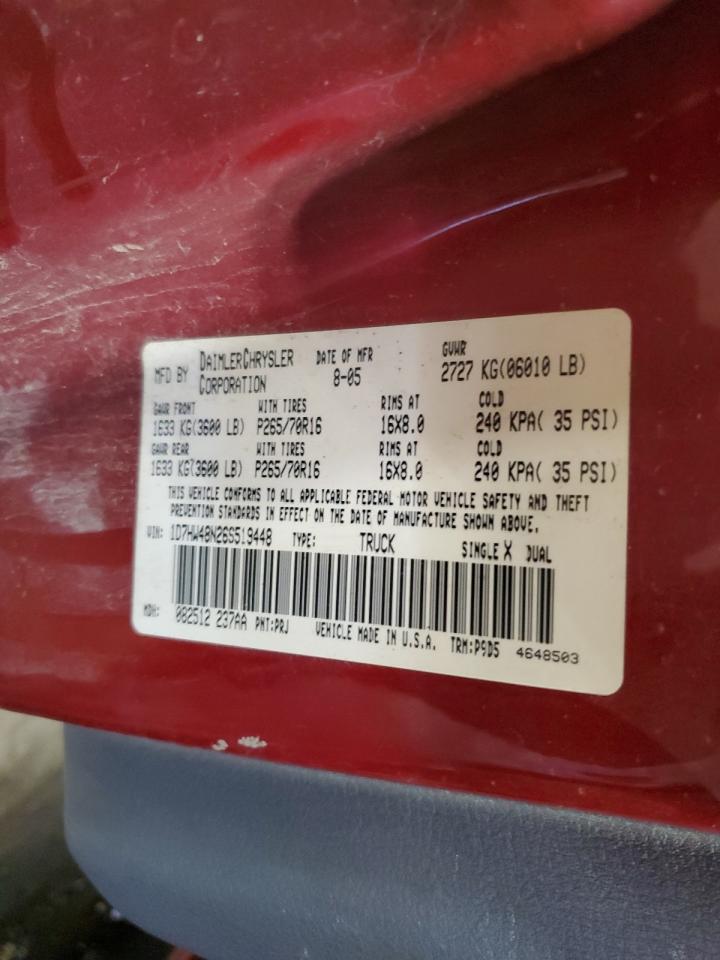 MFD BY DAIMLERCHRYSLER CORPORATION DATE OF MFR 8-05 GVWR 2727 KG(06010 LB)
GAWR FRONT WITH TIRES RIMS AT COLD
1633 KG(3600 LB) P265/70R16 16X8.0 240 KPA( 35 PSI)
GAWR REAR WITH TIRES RIMS AT COLD
1633 KG(3600 LB) P265/70R16 16X8.0 240 KPA( 35 PSI)
THIS VEHICLE CONFORMS TO ALL APPLICABLE FEDERAL MOTOR VEHICLE SAFETY AND THEFT
PREVENTION STANDARDS IN EFFECT ON THE DATE OF MANUFACTURE SHOWN ABOVE.
VIN: 1D7HW48N26S519448 TYPE: TRUCK SINGLE X DUAL
MDH: 082512 237AA PNT:PRJ VEHICLE MADE IN U.S.A. TRM:P9D5 4648503